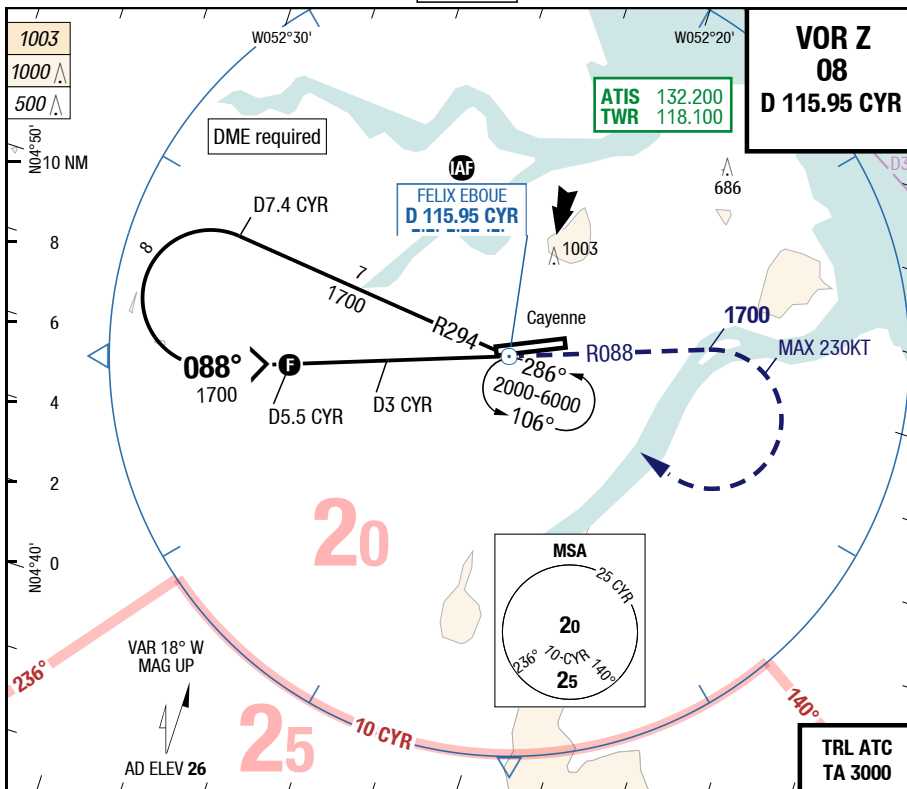 W052°30'
W052°20'
VOR Z
08
D 115.95 CYR
1003
1000
500
ATIS 132.200
TWR 118.100
N04°50'
10 NM
DME required
IAF
D3
FELIX EBOUE
D 115.95 CYR
686
D7.4 CYR
8
8
1003
7
1700
6
R294
Cayenne
1700
088°
1700
F
286°
R088
MAX 230KT
2000-6000
106°
4
D5.5 CYR
D3 CYR
2
20
N04°40'
0
MSA
25 CYR
20
236° 10-CYR 140°
25
VAR 18° W
MAG UP
236°
140°
10 CYR
25
AD ELEV 26
TRL ATC
TA 3000